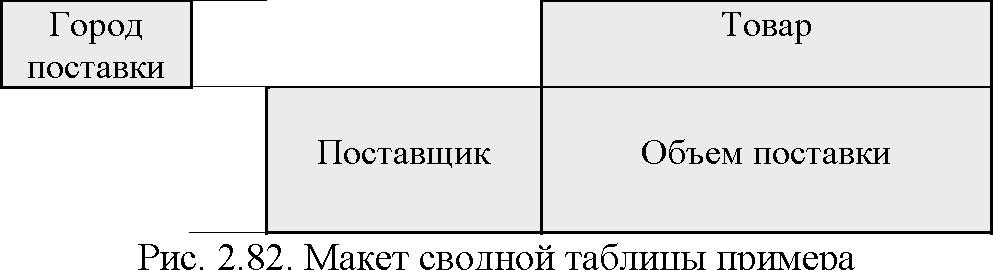 Город
поставки
Товар
Поставщик
Объем поставки
Рис. 2.82. Макет сводной таблицы примера